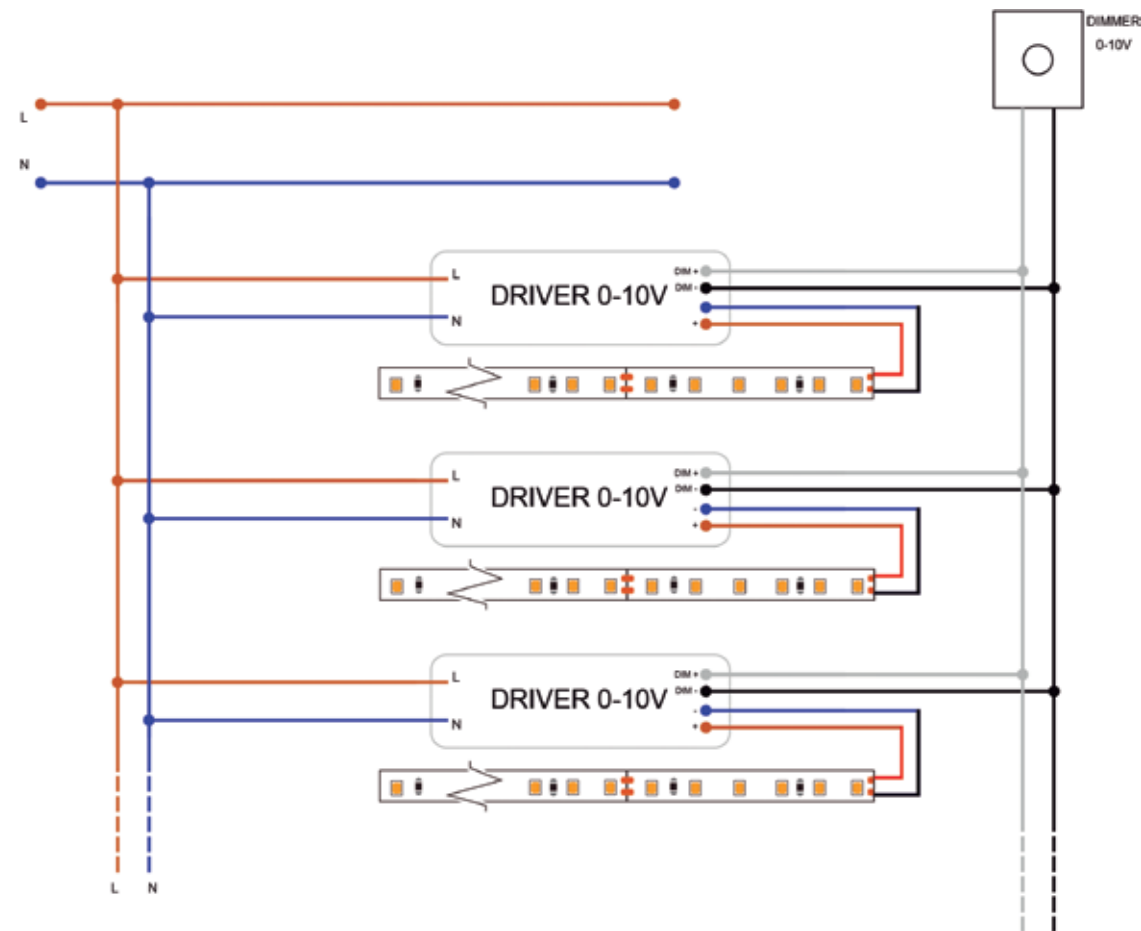 DIMMER
0-10V
L
N
L
DRIVER 0-10V
N
DIM +
DIM -
+
L
DRIVER 0-10V
N
DIM +
DIM -
-
+
L
DRIVER 0-10V
N
DIM +
DIM -
-
+
L N